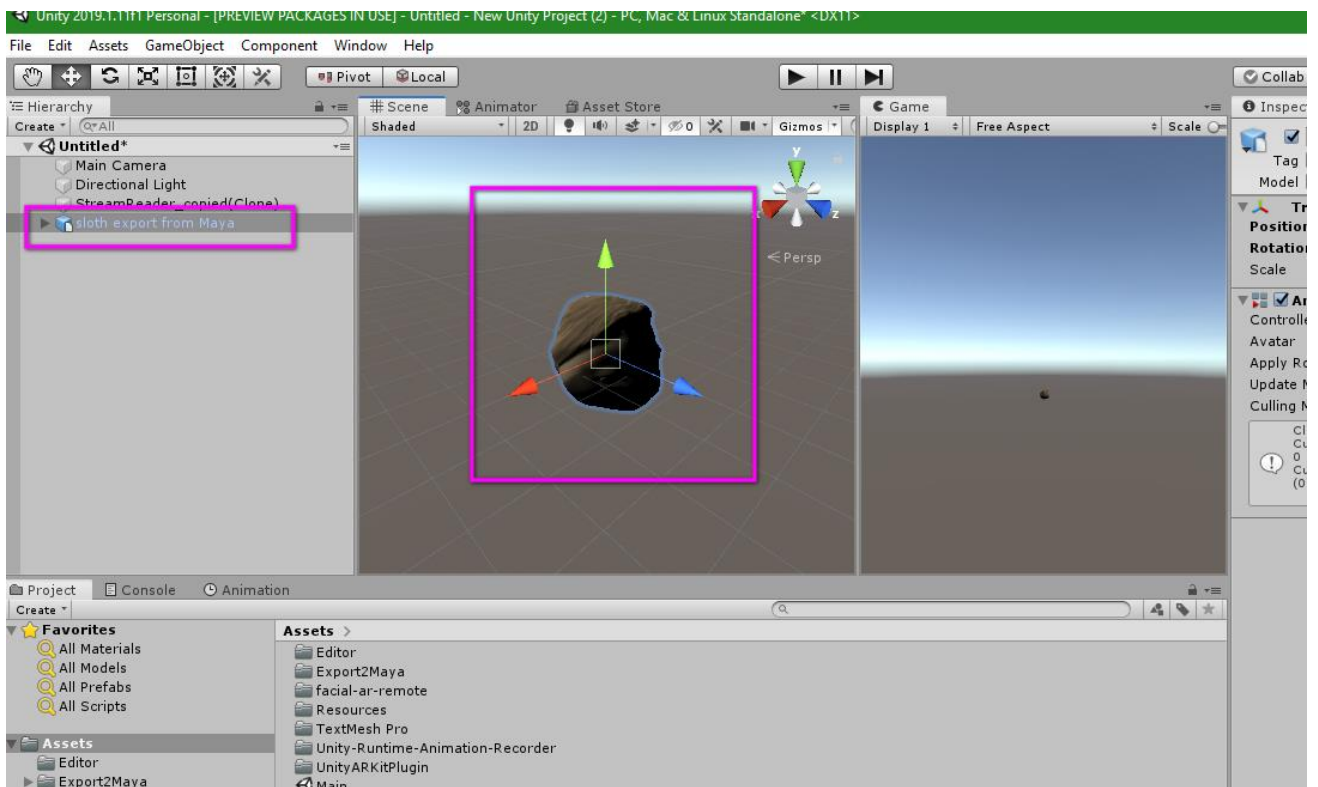 Unity 2019.1.11f1 Personal - [PREVIEW PACKAGES IN USE] - Untitled - New Unity Project (2) - PC, Mac & Linux Standalone* <DX11>
File Edit Assets GameObject Component Window Help
Pivot Local Collab
Hierarchy # Scene Animator Asset Store Game Inspec
Create All Shaded 2D 0 Gizmos Display 1 Free Aspect Scale
Untitled*
Main Camera
Tag
Directional Light
Model
StreamReader_copied(Clone)
Tr
sloth export from Maya
Position
Rotation
Scale
y
z
Persp
Controlle
Avatar
Apply Ro
Update M
Culling M
Cl
Cu
0
Cu
(0
Project Console Animation
Create
Favorites
All Materials
All Models
All Prefabs
All Scripts
Assets
Editor
Export2Maya
Assets >
Editor
Export2Maya
facial-ar-remote
Resources
TextMesh Pro
Unity-Runtime-Animation-Recorder
UnityARKitPlugin
Main